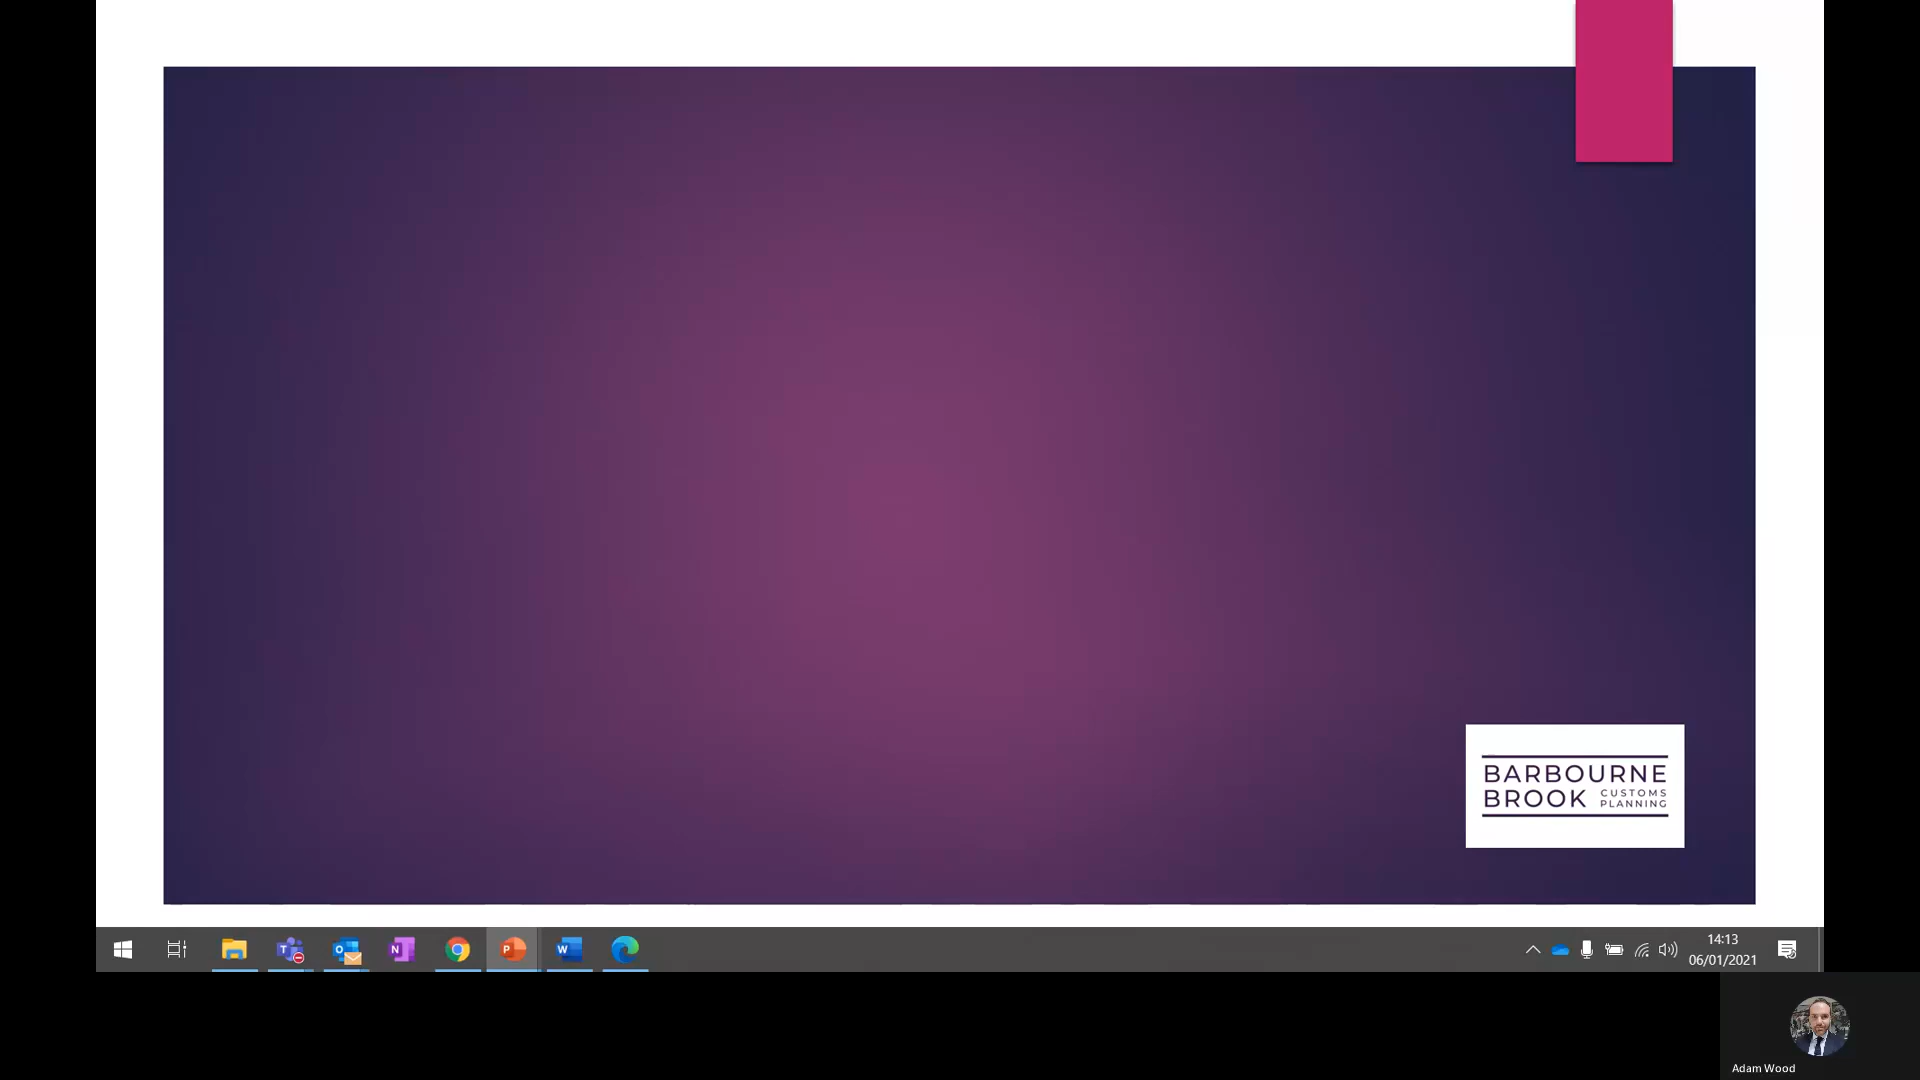 BARBOURNE
BROOK CUSTOMS
PLANNING
14:13
06/01/2021
Adam Wood